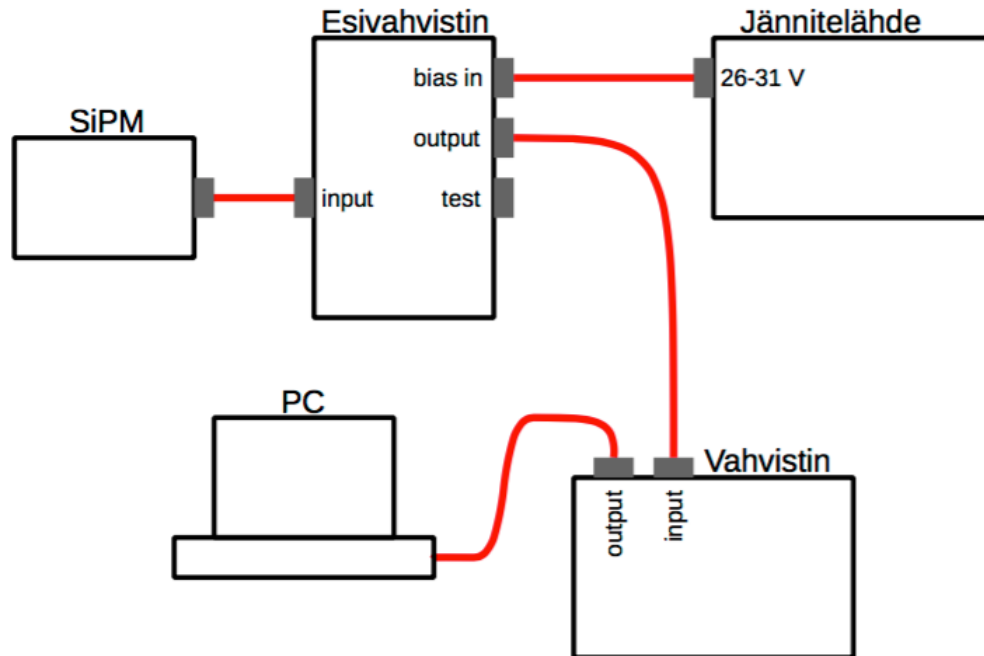 Esivahvistin
Jännitelähde
bias in
26-31 V
SiPM
output
input
test
PC
Vahvistin
output
input